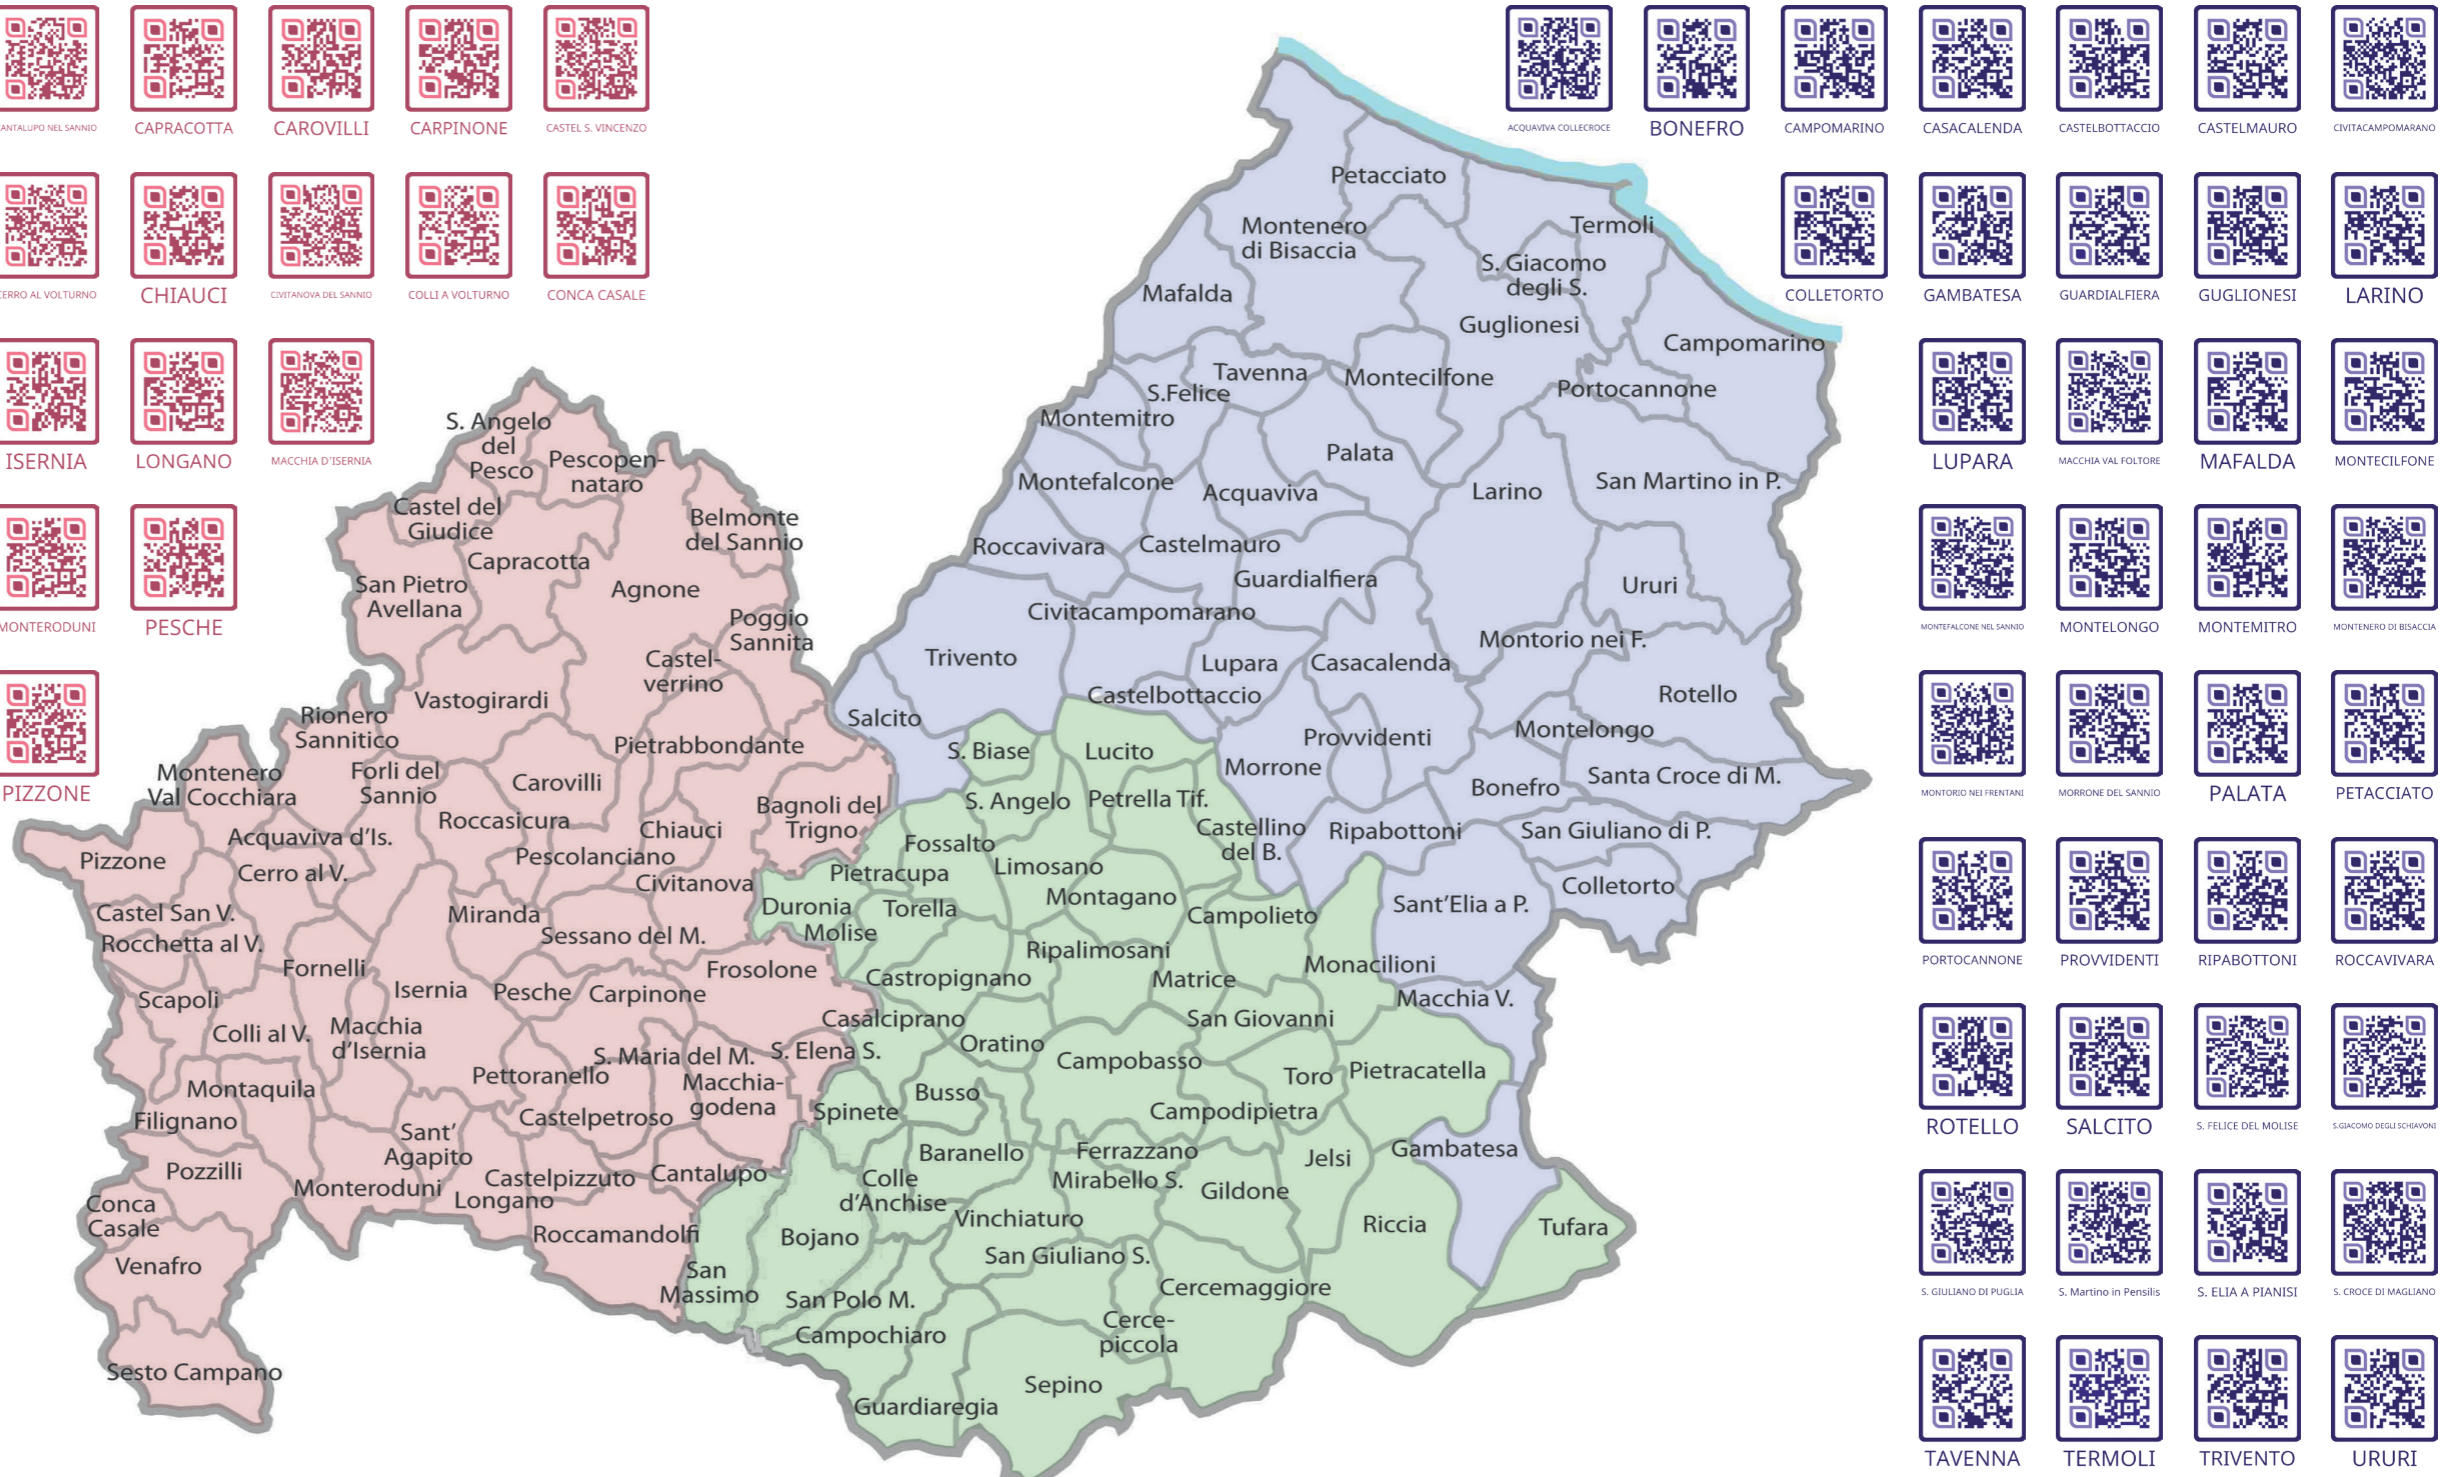 CAPRACOTTA
CAROVILLI
CARPINONE
CASTEL S. VINCENZO
ACQUAVIVA COLLECROCE
BONEFRO
CAMPOMARINO
CASACALENDA
CASTELBOTTACCIO
CASTELMAURO
CIVITACAMPOMARANO
ANTALUPO NEL SANNIO
ERRO AL VOLTURNO
CHIAUCI
CIVITANOVA DEL SANNIO
COLLI A VOLTURNO
CONCA CASALE
COLLETORTO
GAMBATESA
GUARDIALFIERA
GUGLIONESI
LARINO
ISERNIA
LONGANO
MACCHIA D'ISERNIA
LUPARA
MACCHIA VAL FOLTORE
MAFALDA
MONTECILFONE
MONTERODUNI
PESCHE
MONTEFALCONE NEL SANNIO
MONTELONGO
MONTEMITRO
MONTENERO DI BISACCIA
PIZZONE
MONTORIO NEI FRENTANI
MORRONE DEL SANNIO
PALATA
PETACCIATO
PORTOCANNONE
PROVVIDENTI
RIPABOTTONI
ROCCAVIVARA
ROTELLO
SALCITO
S. FELICE DEL MOLISE
S.GIACOMO DEGLI SCHIAVONI
S. GIULIANO DI PUGLIA
S. Martino in Pensilis
S. ELIA A PIANISI
S. CROCE DI MAGLIANO
TAVENNA
TERMOLI
TRIVENTO
URURI
Petacciato
Montenero
di Bisaccia
Termoli
S. Giacomo
degli S.
Mafalda
Guglionesi
Campomarino
Tavenna
Montecilfone
S.Felice
Portocannone
Montemitro
Palata
Montefalcone
Acquaviva
Larino
San Martino in P.
Roccavivara
Castelmauro
Guardialfiera
Ururi
Civitacampomarano
Montorio nei F.
Trivento
Lupara
Casacalenda
Castelbottaccio
Rotello
Salcito
Provvidenti
Montelongo
Morrone
Bonefro
Santa Croce di M.
Ripabottoni
San Giuliano di P.
Colletorto
Sant'Elia a P.
Macchia V.
Gambatesa
S. Angelo
del
Pesco
Pescopen-
nataro
Castel del
Giudice
Belmonte
del Sannio
Capracotta
San Pietro
Avellana
Agnone
Poggio
Sannita
Castel-
verrino
Vastogirardi
Rionero
Sannitico
Pietrabbondante
Montenero
Val Cocchiara
Forli del
Sannio
Carovilli
Bagnoli del
Trigno
Roccasicura
Chiauci
Acquaviva d'Is.
Pizzone
Cerro al V.
Pescolanciano
Civitanova
Castel San V.
Miranda
Rocchetta al V.
Sessano del M.
Fornelli
Frosolone
Scapoli
Isernia
Pesche
Carpinone
Colli al V.
Macchia
d'Isernia
S. Maria del M.
S. Elena S.
Pettoranello
Montaquila
Macchia-
godena
Filignano
Castelpetroso
Sant'
Agapito
Pozzilli
Monteroduni
Castelpizzuto
Longano
Cantalupo
Conca
Casale
Roccamandolfi
Venafro
Sesto Campano
S. Biase
Lucito
S. Angelo
Petrella Tif.
Castellino
del B.
Fossalto
Limosano
Pietracupa
Montagano
Duronia
Torella
Molise
Campolieto
Ripalimosani
Castropignano
Matrice
Monacilioni
Casalciprano
San Giovanni
Oratino
Campobasso
Toro
Pietracatella
Busso
Spinete
Campodipietra
Baranello
Ferrazzano
Jelsi
Colle
d'Anchise
Mirabello S.
Gildone
Vinchiaturo
Riccia
Tufara
Bojano
San Giuliano S.
San
Massimo
San Polo M.
Cercemaggiore
Campochiaro
Cerce-
piccola
Sepino
Guardiaregia